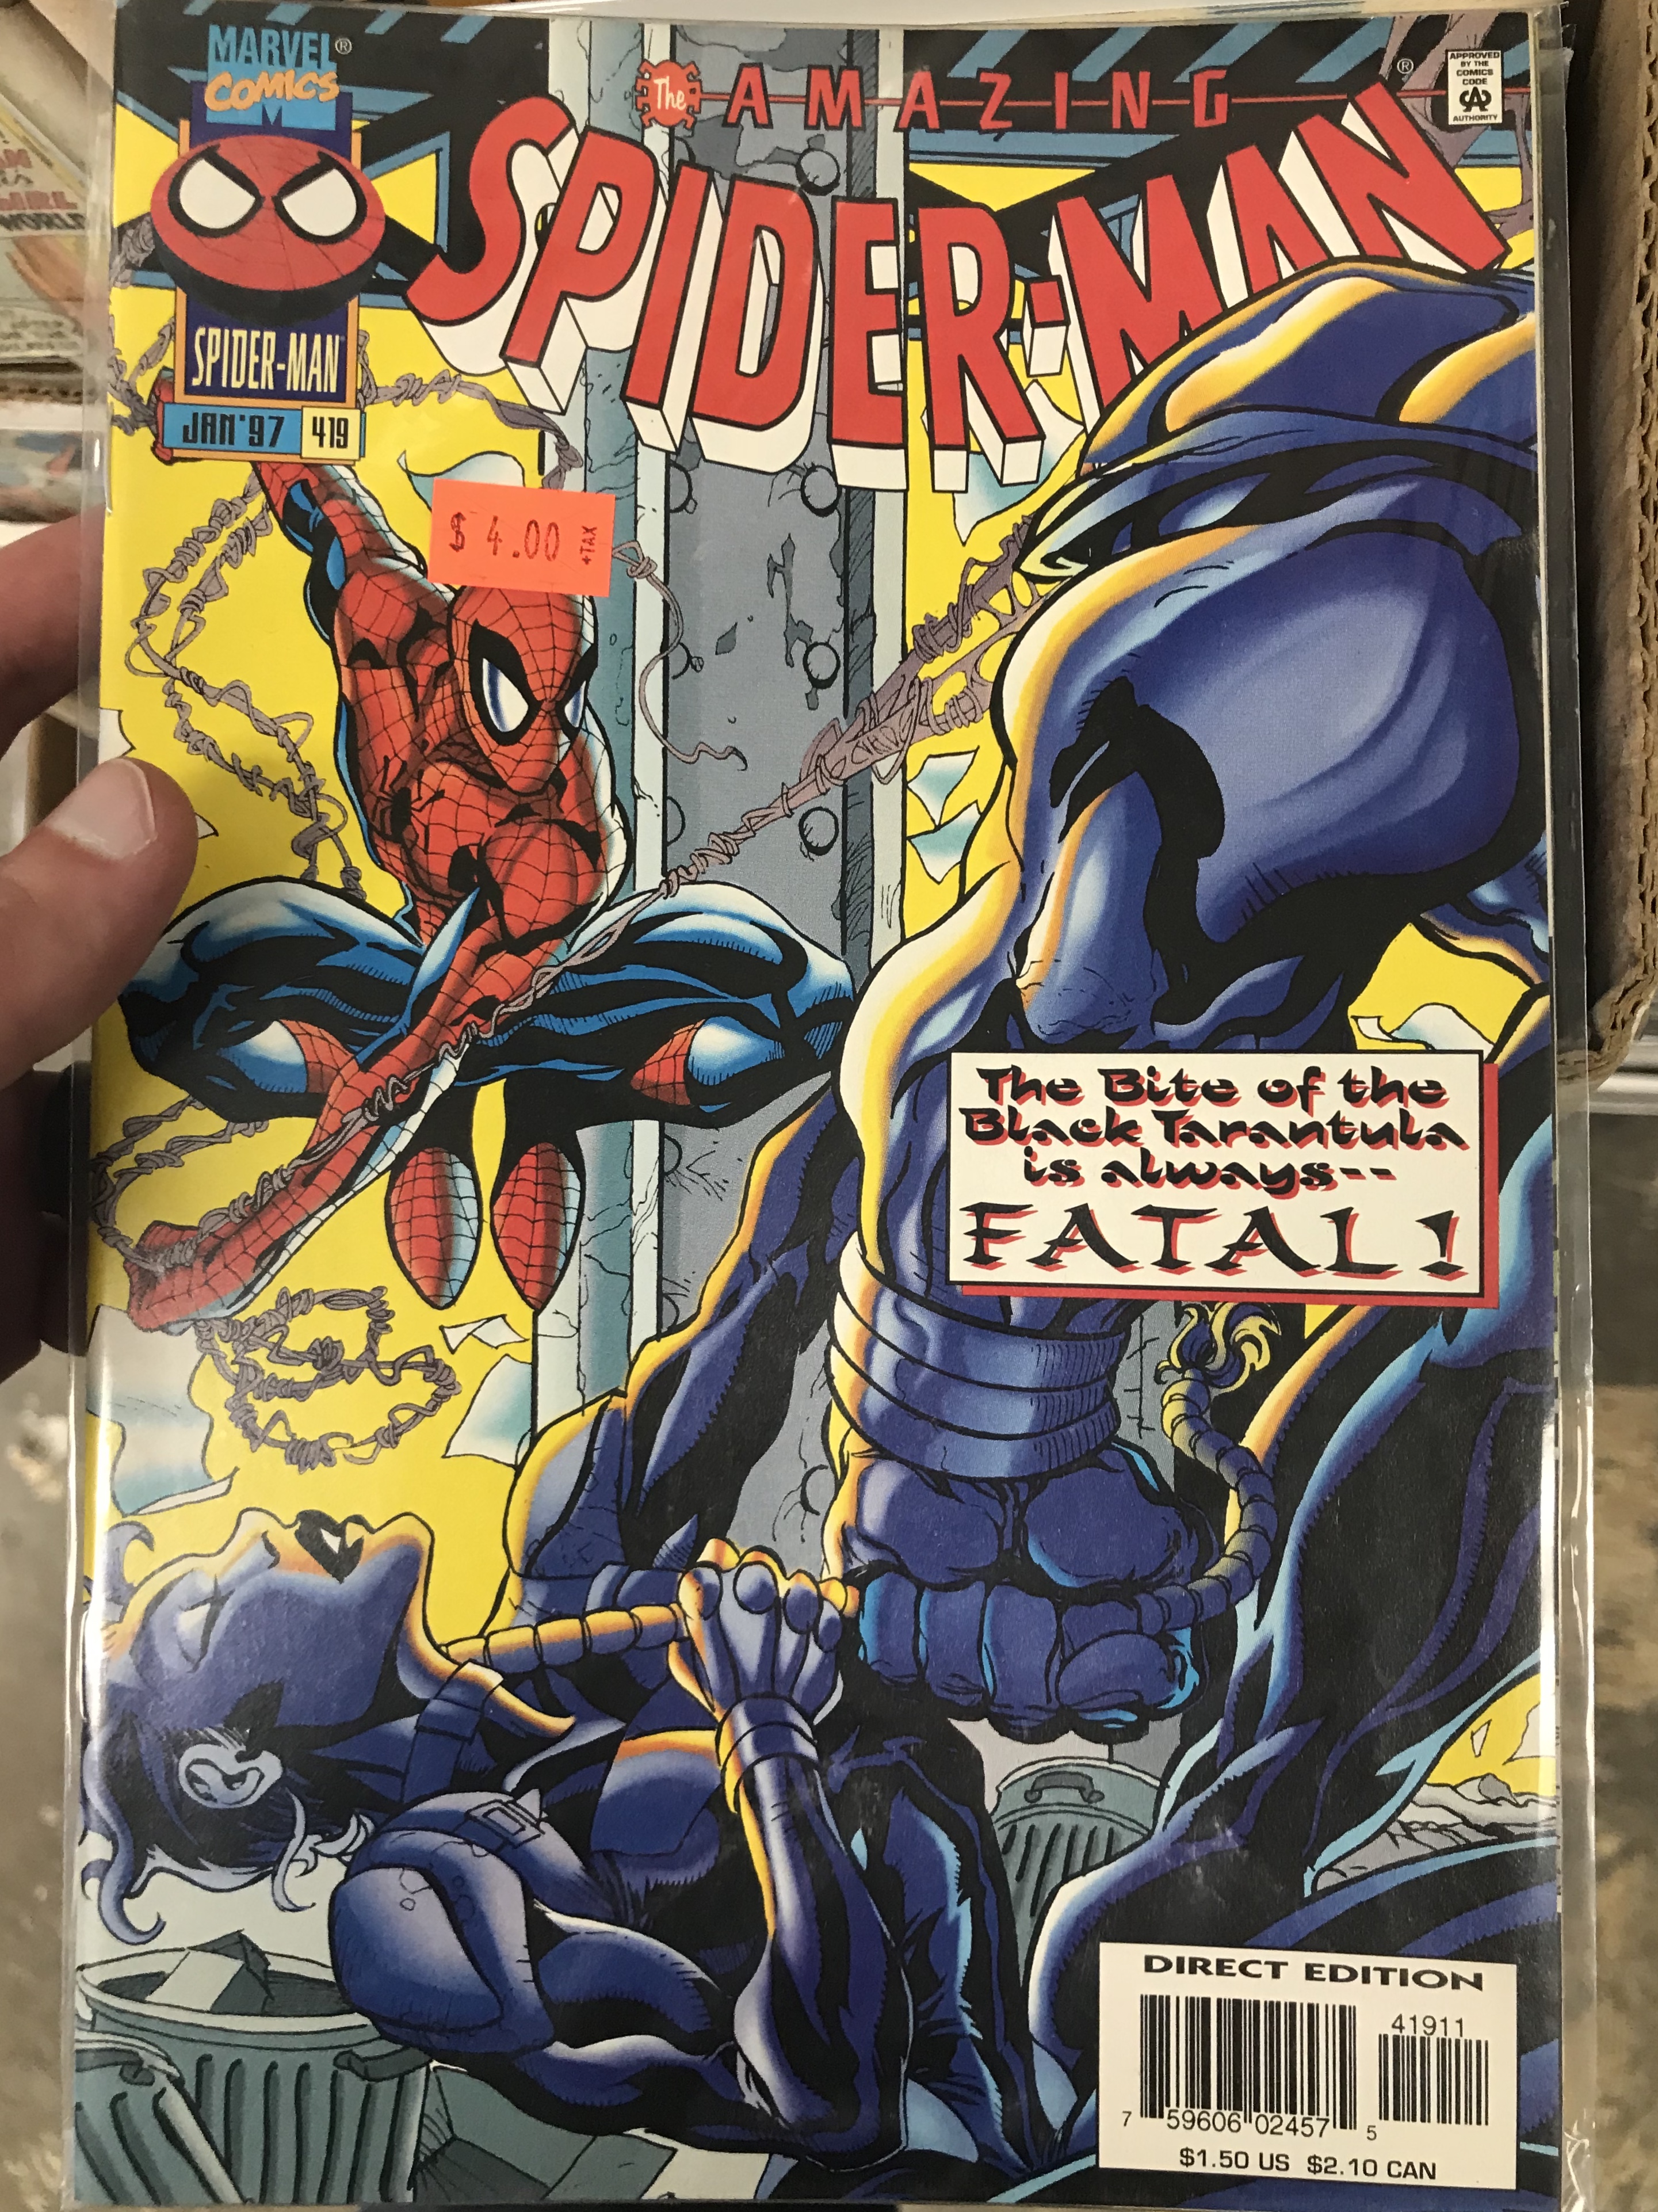 MARVEL®
COMICS
M
The AMAZING®
SPIDER-MAN
APPROVED
BY THE
COMICS
CODE
CA
AUTHORITY
SPIDER-MAN
JAN'97 419
$ 4.00 +TAX
WORLD
The Bite of the
Black Tarantula
is always--
FATAL!
DIRECT EDITION
41911
7 59606 02457 5
$1.50 US $2.10 CAN